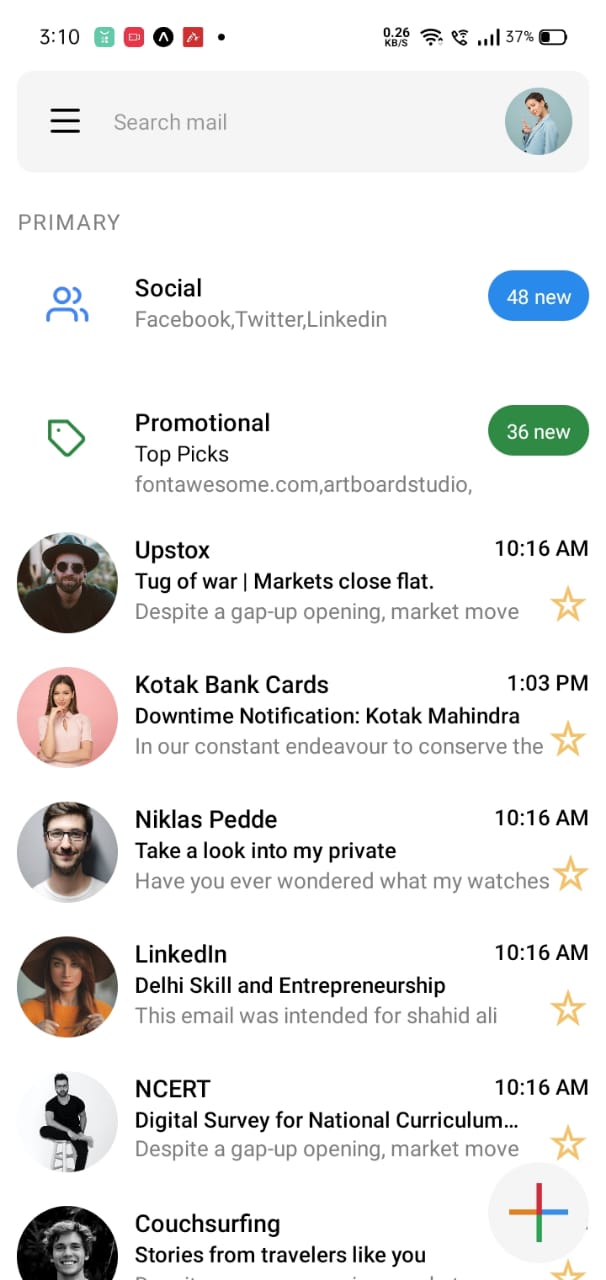 3:10
0.26
KB/S
37%
Search mail
PRIMARY
Social
48 new
Facebook,Twitter,Linkedin
Promotional
36 new
Top Picks
fontawesome.com,artboardstudio,
Upstox
10:16 AM
Tug of war | Markets close flat.
Despite a gap-up opening, market move
Kotak Bank Cards
1:03 PM
Downtime Notification: Kotak Mahindra
In our constant endeavour to conserve the
Niklas Pedde
10:16 AM
Take a look into my private
Have you ever wondered what my watches
LinkedIn
10:16 AM
Delhi Skill and Entrepreneurship
This email was intended for shahid ali
NCERT
10:16 AM
Digital Survey for National Curriculum...
Despite a gap-up opening, market move
Couchsurfing
Stories from travelers like you